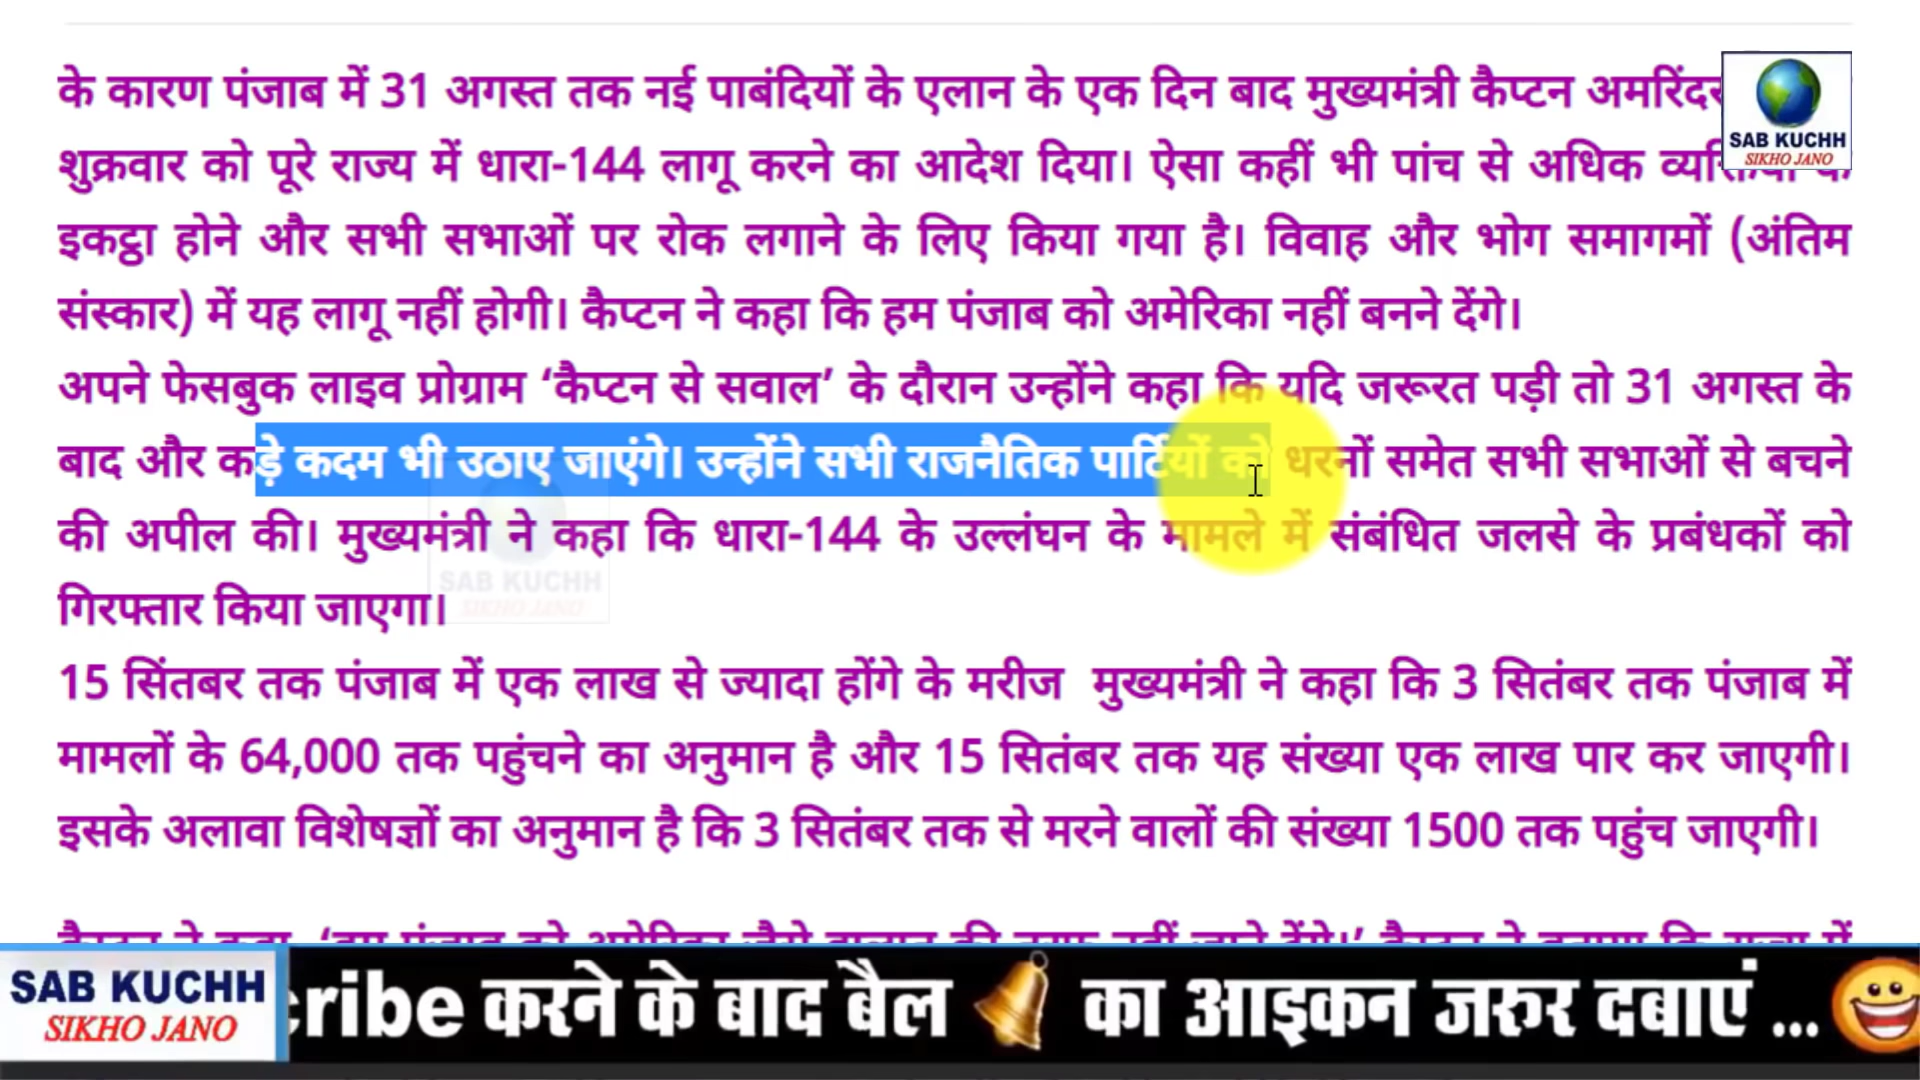 के कारण पंजाब में 31 अगस्त तक नई पाबंदियों के एलान के एक दिन बाद मुख्यमंत्री कैप्टन
शुक्रवार को पूरे राज्य में धारा-144 लागू करने का आदेश दिया। ऐसा कहीं भी पांच से अधिक
इकट्ठा होने और सभी सभाओं पर रोक लगाने के लिए किया गया है। विवाह और भोग समागमों (अंतिम
संस्कार) में यह लागू नहीं होगी। कैप्टन ने कहा कि हम पंजाब को अमेरिका नहीं बनने देंगे।
अपने फेसबुक लाइव प्रोग्राम ‘कैप्टन से सवाल’ के दौरान उन्होंने कहा कि यदि जरूरत पड़ी तो 31 अगस्त के
बाद और कड़े कदम भी उठाए जाएंगे। उन्होंने सभी राजनैतिक पार्टियों को धरनों समेत सभी सभाओं से बचने
की अपील की। मुख्यमंत्री ने कहा कि धारा-144 के उल्लंघन के मामले में संबंधित जलसे के प्रबंधकों को
गिरफ्तार किया जाएगा।
15 सिंतबर तक पंजाब में एक लाख से ज्यादा होंगे के मरीज मुख्यमंत्री ने कहा कि 3 सितंबर तक पंजाब में
मामलों के 64,000 तक पहुंचने का अनुमान है और 15 सितंबर तक यह संख्या एक लाख पार कर जाएगी।
इसके अलावा विशेषज्ञों का अनुमान है कि 3 सितंबर तक से मरने वालों की संख्या 1500 तक पहुंच जाएगी।
SAB KUCHH
SIKHO JANO
SAB KUCHH
SIKHO JANO
SAB KUCHH
SIKHO JANO
cribe करने के बाद बैल का आइकन जरुर दबाएं ...